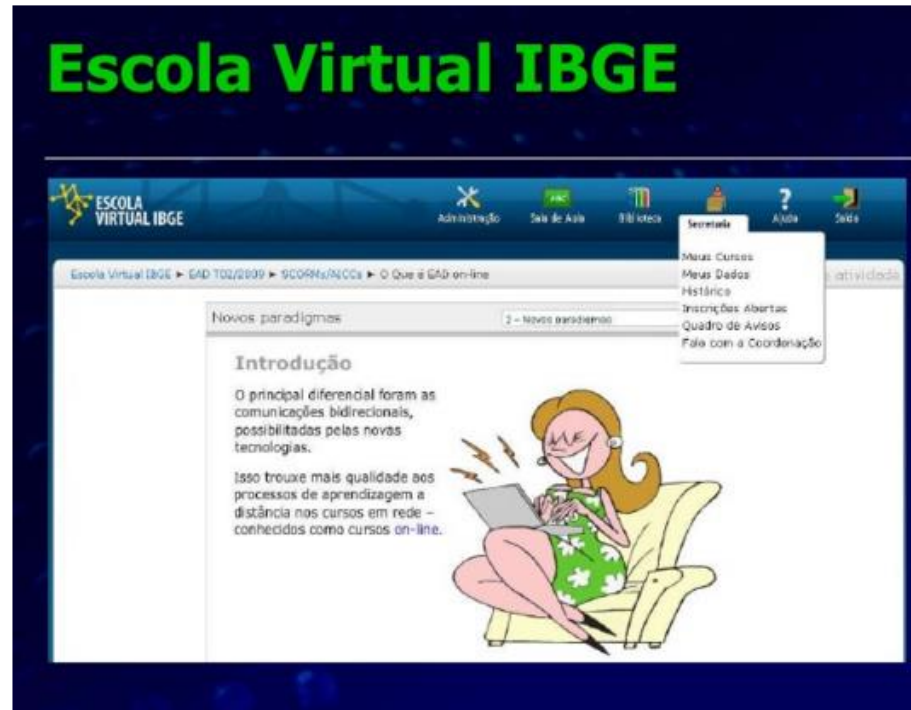 Escola Virtual IBGE
ESCOLA
VIRTUAL IBGE
Administração Sala de Aula Biblioteca Secretaria Ajuda Saída
Meus Cursos
Meus Dados
Histórico
Inscrições Abertas
Quadro de Avisos
Fale com a Coordenação
Escola Virtual IBGE ► EAD T02/2009 ► SCORMs/AICCs ► O Que é EAD on-line
atividade
Novos paradigmas
2 - Novos paradigmas
Introdução
O principal diferencial foram as
comunicações bidirecionais,
possibilitadas pelas novas
tecnologias.
Isso trouxe mais qualidade aos
processos de aprendizagem a
distância nos cursos em rede –
conhecidos como cursos on-line.